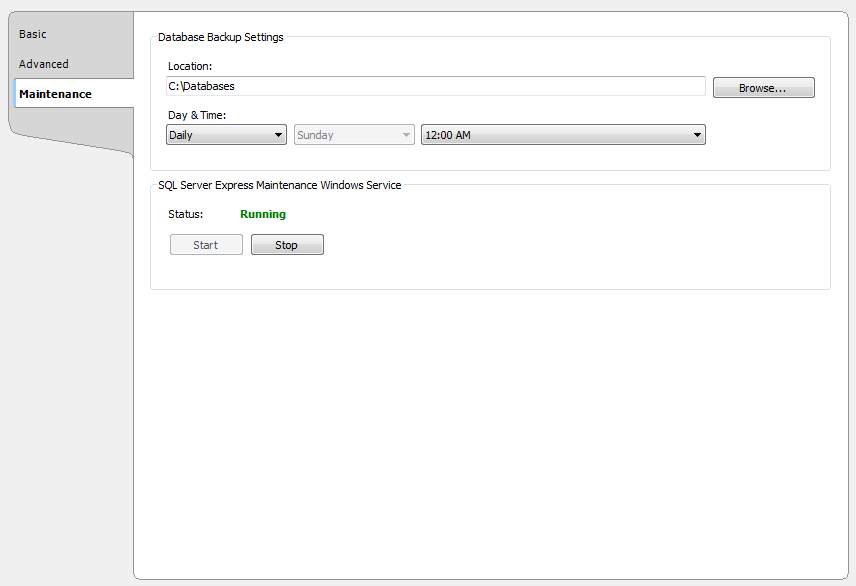 Basic
Advanced
Maintenance
Database Backup Settings
Location:
C:\Databases
Browse...
Day & Time:
Daily
Sunday
12:00 AM
SQL Server Express Maintenance Windows Service
Status:
Running
Start
Stop